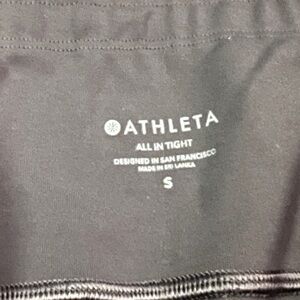 ATHLETA
ALL IN TIGHT
DESIGNED IN SAN FRANCISCO
MADE IN SRI LANKA
S